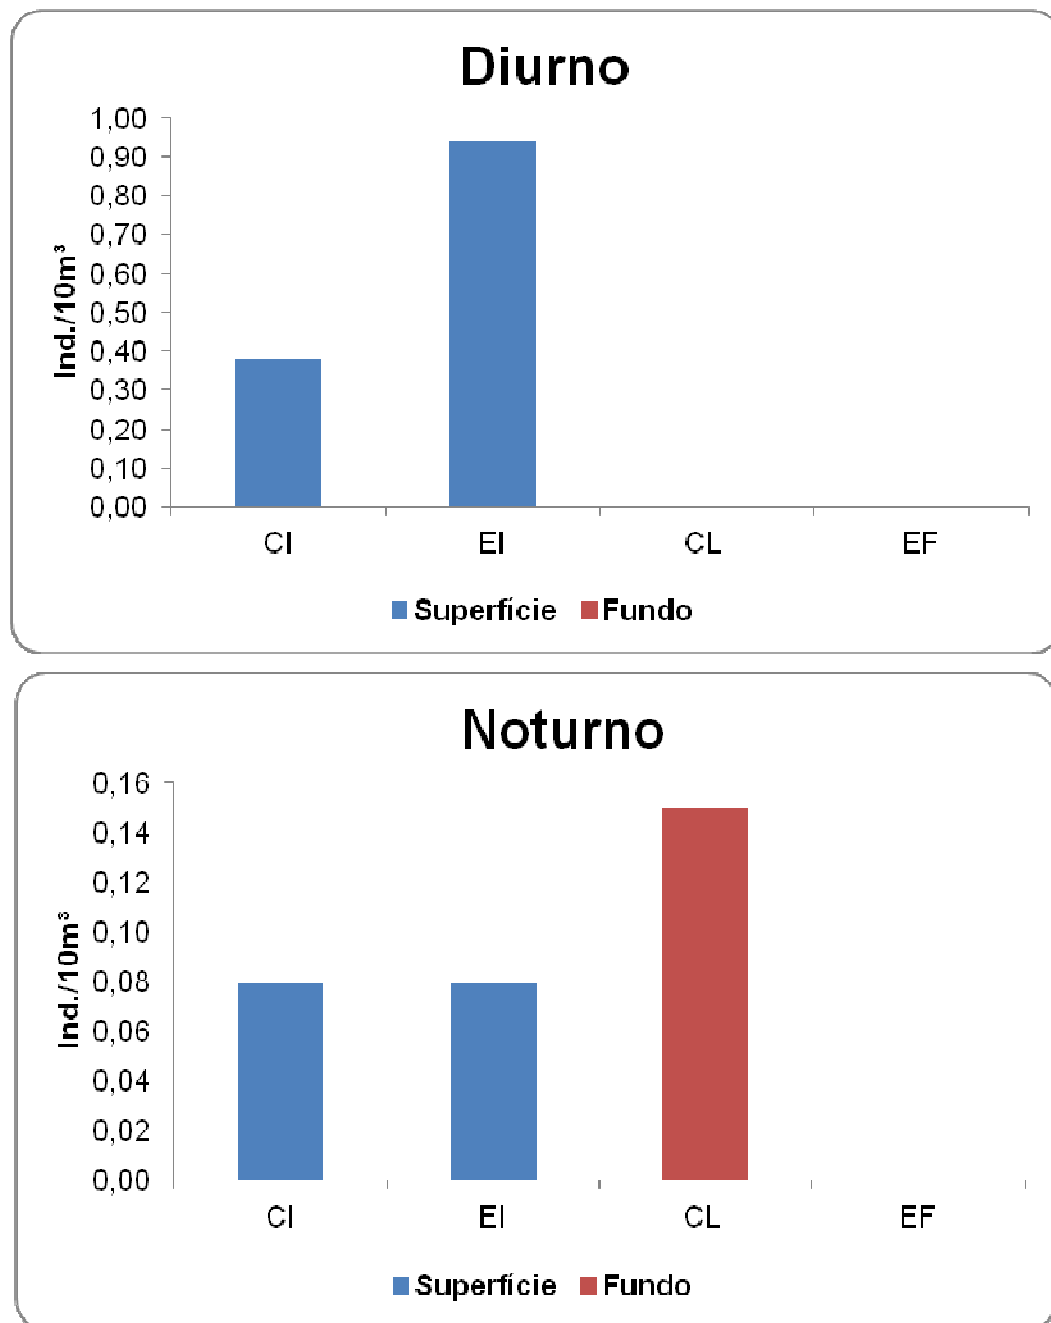 Diurno
1,00
0,90
0,80
0,70
0,60
0,50
0,40
0,30
0,20
0,10
0,00
Ind./10m³
CI EI CL EF
Superfície Fundo
Noturno
0,16
0,14
0,12
0,10
0,08
0,06
0,04
0,02
0,00
Ind./10m³
CI EI CL EF
Superfície Fundo